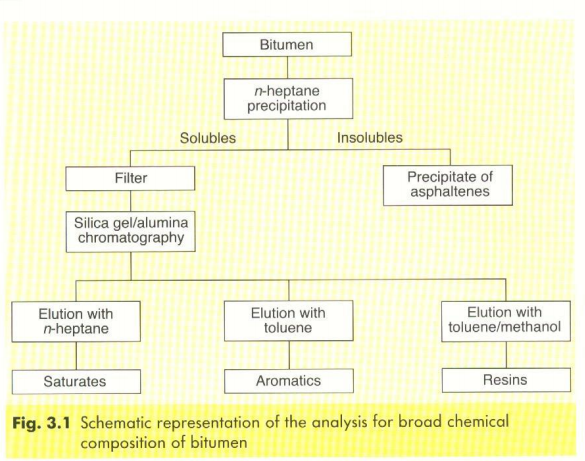 Bitumen
n-heptane
precipitation
Solubles
Insolubles
Filter
Precipitate of
asphaltenes
Silica gel/alumina
chromatography
Elution with
n-heptane
Elution with
toluene
Elution with
toluene/methanol
Saturates
Aromatics
Resins
Fig. 3.1 Schematic representation of the analysis for broad chemical
composition of bitumen